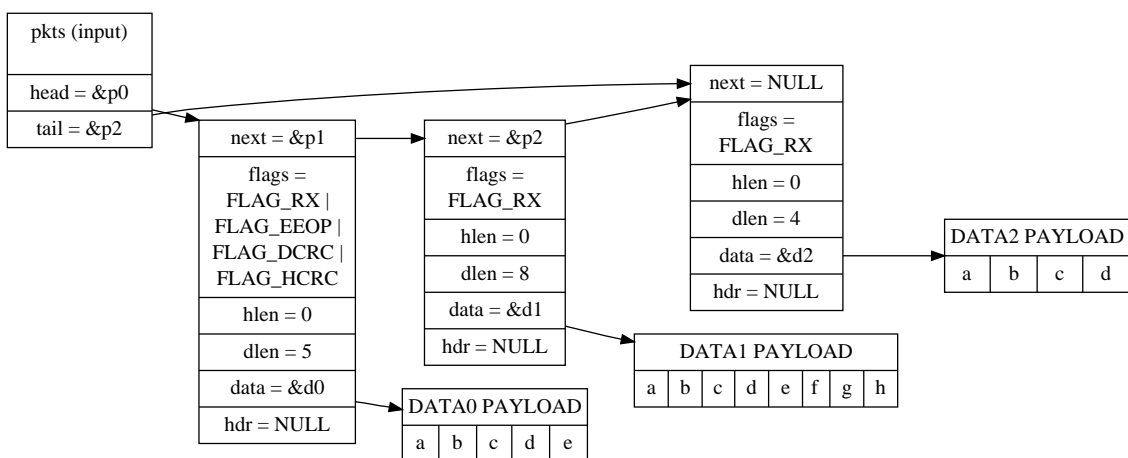 pkts (input)
head = &p0
tail = &p2
next = &p1
flags =
FLAG_RX |
FLAG_EEOP |
FLAG_DCRC |
FLAG_HCRC
hlen = 0
dlen = 5
data = &d0
hdr = NULL
next = &p2
flags =
FLAG_RX
hlen = 0
dlen = 8
data = &d1
hdr = NULL
next = NULL
flags =
FLAG_RX
hlen = 0
dlen = 4
data = &d2
hdr = NULL
DATA2 PAYLOAD
a b c d
DATA1 PAYLOAD
a b c d e f g h
DATA0 PAYLOAD
a b c d e